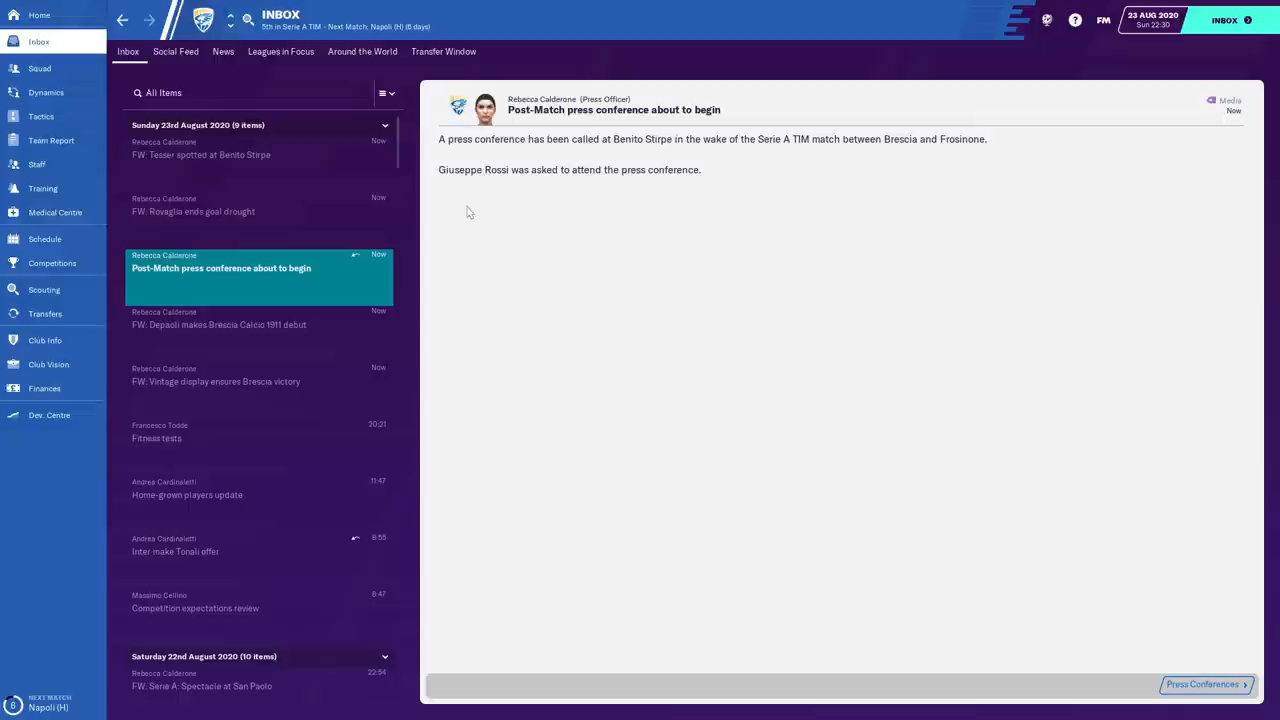 Home
Inbox
Squad
Dynamics
Tactics
Team Report
Staff
Training
Medical Centre
Schedule
Competitions
Scouting
Transfers
Club Info
Club Vision
Finances
Dev. Centre
6
NEXT MATCH
Napoli (H)
INBOX
5th in Serie A TIM - Next Match: Napoli (H) (6 days)
?
FM
23 AUG 2020
Sun 22:30
INBOX
Inbox
Social Feed
News
Leagues in Focus
Around the World
Transfer Window
All Items
Sunday 23rd August 2020 (9 items)
Rebecca Calderone
Now
FW: Tesser spotted at Benito Stirpe
Rebecca Calderone
Now
FW: Rovaglia ends goal drought
Rebecca Calderone
Now
Post-Match press conference about to begin
Rebecca Calderone
Now
FW: Depaoli makes Brescia Calcio 1911 debut
Rebecca Calderone
Now
FW: Vintage display ensures Brescia victory
Francesco Todde
20:21
Fitness tests
Andrea Cardinaletti
11:47
Home-grown players update
Andrea Cardinaletti
8:55
Inter make Tonali offer
Massimo Cellino
8:47
Competition expectations review
Saturday 22nd August 2020 (10 items)
Rebecca Calderone
22:54
FW: Serie A: Spectacle at San Paolo
Rebecca Calderone (Press Officer)
Post-Match press conference about to begin
Media
Now
A press conference has been called at Benito Stirpe in the wake of the Serie A TIM match between Brescia and Frosinone.
Giuseppe Rossi was asked to attend the press conference.
Press Conferences